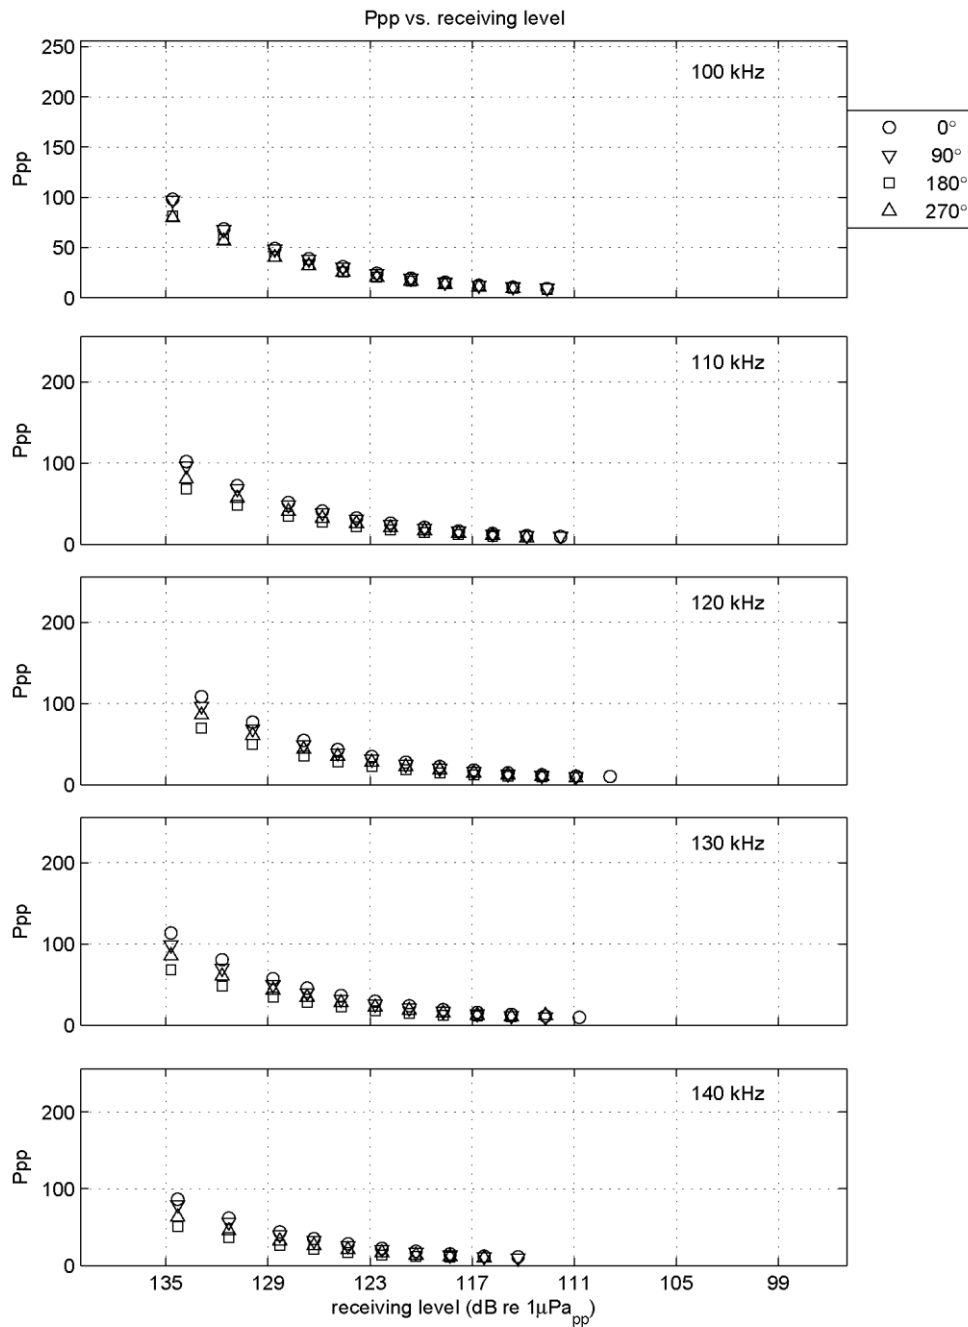 Ppp vs. receiving level
250
200
150
100
50
0
Ppp
100 kHz
0°
90°
180°
270°
200
100
0
Ppp
110 kHz
200
100
0
Ppp
120 kHz
200
100
0
Ppp
130 kHz
200
100
0
Ppp
140 kHz
135 129 123 117 111 105 99
receiving level (dB re 1μPapp)